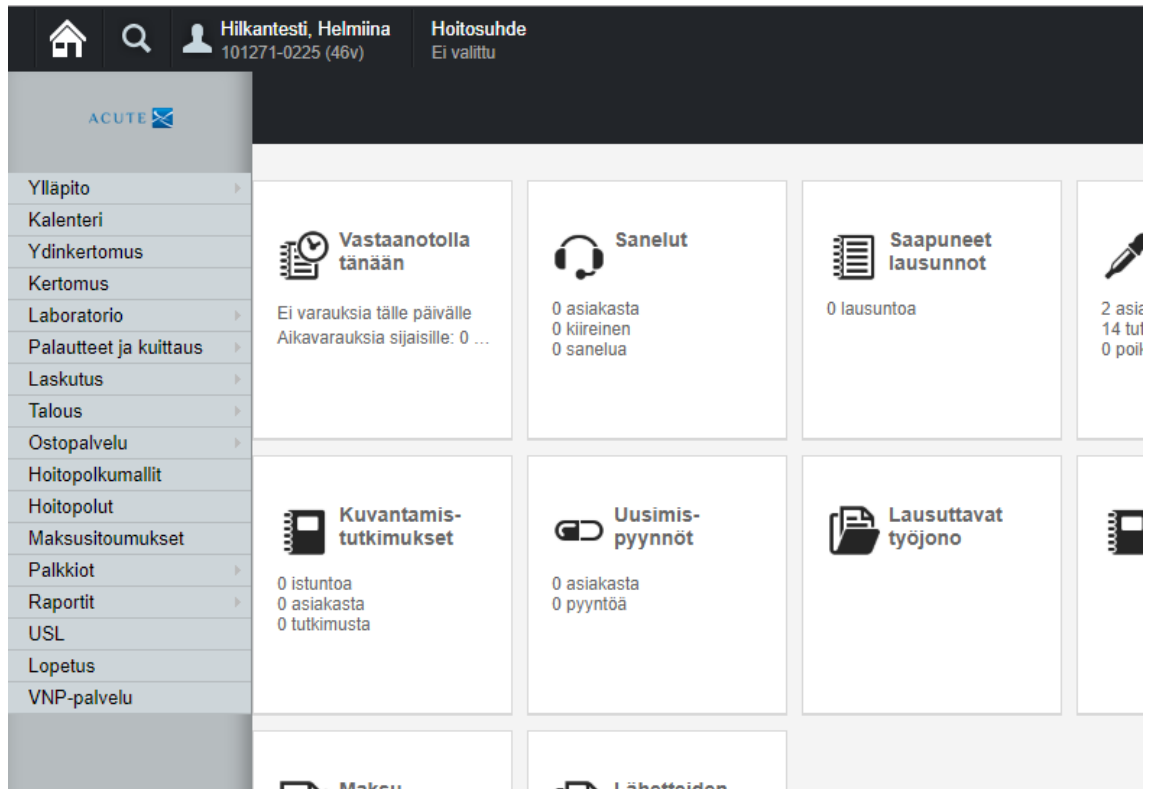 Hilkantesti, Helmiina
101271-0225 (46v)
Hoitosuhde
Ei valittu
ACUTE
Ylläpito
Kalenteri
Ydinkertomus
Kertomus
Laboratorio
Palautteet ja kuittaus
Laskutus
Talous
Ostopalvelu
Hoitopolkumallit
Hoitopolut
Maksusitoumukset
Palkkiot
Raportit
USL
Lopetus
VNP-palvelu
Vastaanotolla
tänään
Ei varauksia tälle päivälle
Aikavarauksia sijaisille: 0 ...
Sanelut
0 asiakasta
0 kiireinen
0 sanelua
Saapuneet
lausunnot
0 lausuntoa
2
14
0
Kuvantamis-
tutkimukset
0 istuntoa
0 asiakasta
0 tutkimusta
Uusimis-
pyynnöt
0 asiakasta
0 pyyntöä
Lausuttavat
työjono